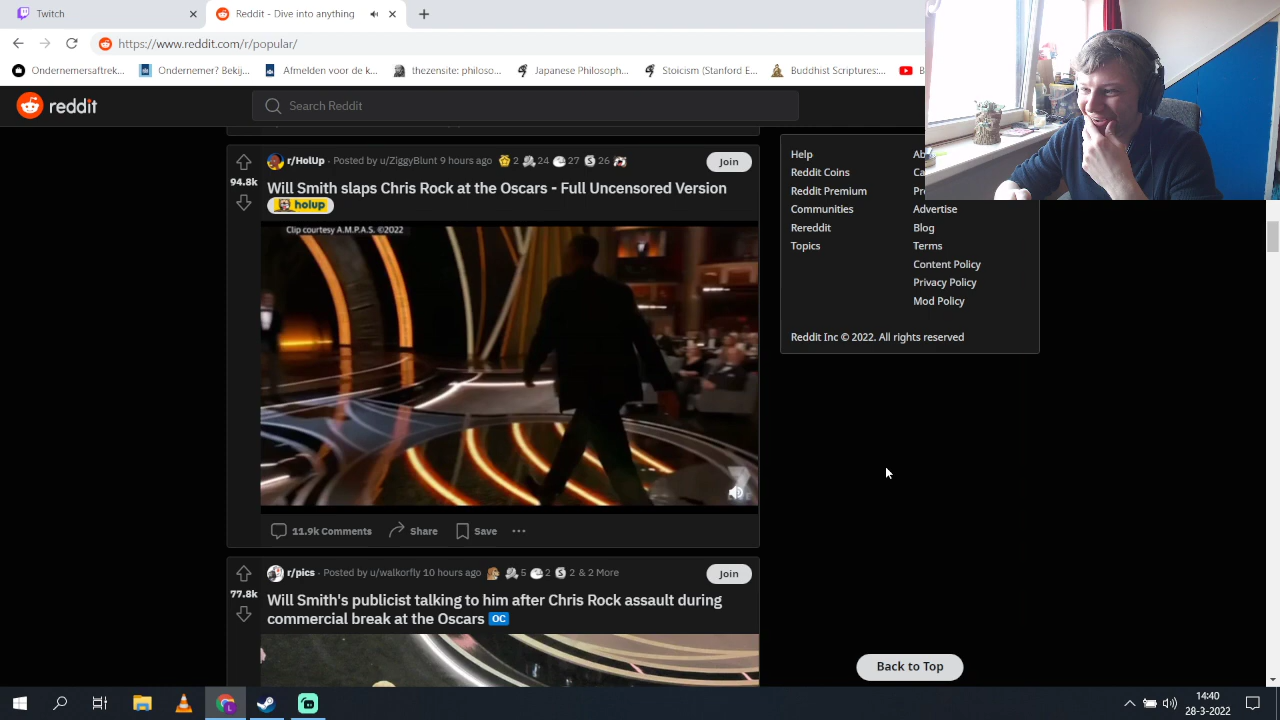 Twitch
Reddit - Dive into anything
https://www.reddit.com/r/popular/
Ondernemersaftrek...
Ondernemer? Bekij...
Afmelden voor de k...
thezensite: philoso...
Japanese Philosoph...
Stoicism (Stanford E...
Buddhist Scriptures:...
reddit
Search Reddit
r/HolUp · Posted by u/ZiggyBlunt 9 hours ago 2 24 27 S 26
Join
94.8k
Will Smith slaps Chris Rock at the Oscars - Full Uncensored Version
holup
Clip courtesy A.M.P.A.S. ©2022
11.9k Comments
Share
Save
r/pics · Posted by u/walkorfly 10 hours ago 5 2 S 2 & 2 More
Join
77.8k
Will Smith's publicist talking to him after Chris Rock assault during
commercial break at the Oscars OC
Help
Reddit Coins
Reddit Premium
Communities
Advertise
Rereddit
Blog
Topics
Terms
Content Policy
Privacy Policy
Mod Policy
Reddit Inc © 2022. All rights reserved
Back to Top
14:40
28-3-2022